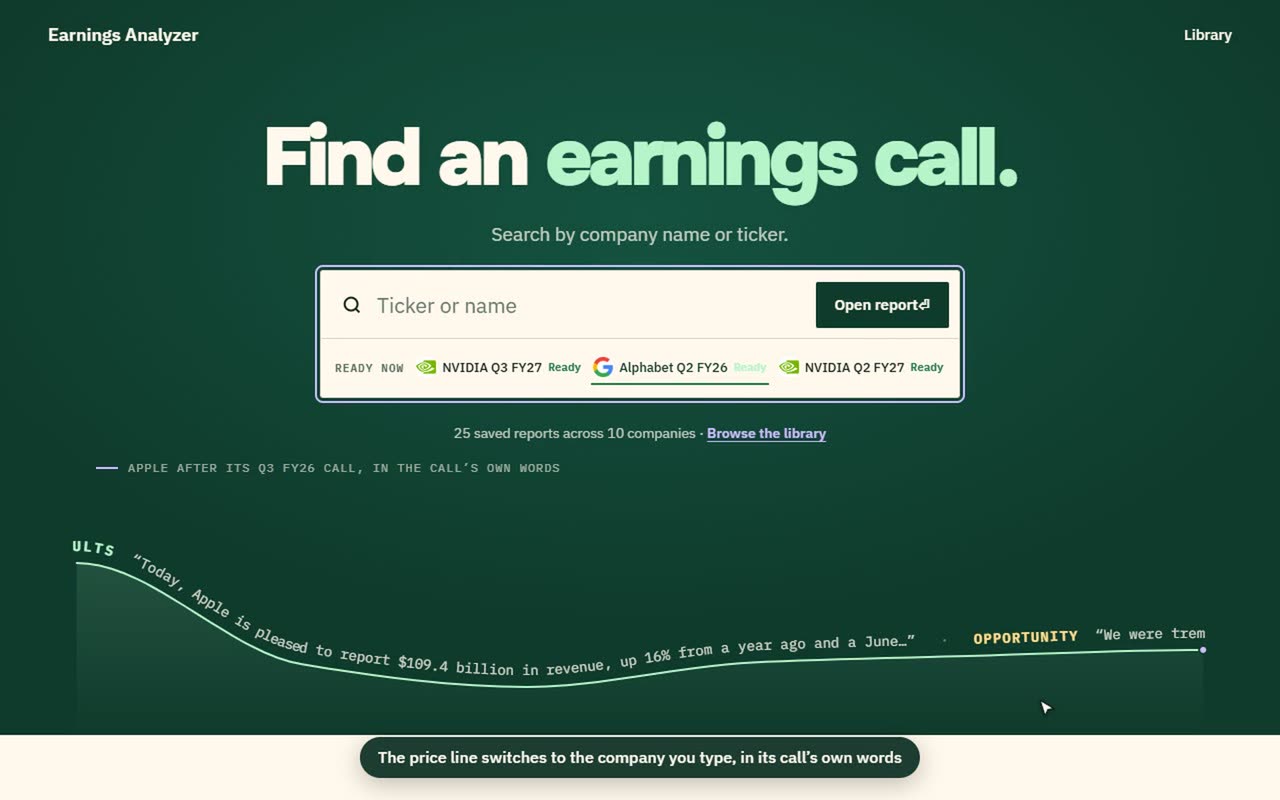 Earnings Analyzer
Library
Find an earnings call.
Search by company name or ticker.
Ticker or name
Open report⏎
READY NOW NVIDIA Q3 FY27 Ready Alphabet Q2 FY26 Ready NVIDIA Q2 FY27 Ready
25 saved reports across 10 companies · Browse the library
APPLE AFTER ITS Q3 FY26 CALL, IN THE CALL’S OWN WORDS
ULTS “Today, Apple is pleased to report $109.4 billion in revenue, up 16% from a year ago and a June…” · OPPORTUNITY “We were trem
The price line switches to the company you type, in its call’s own words